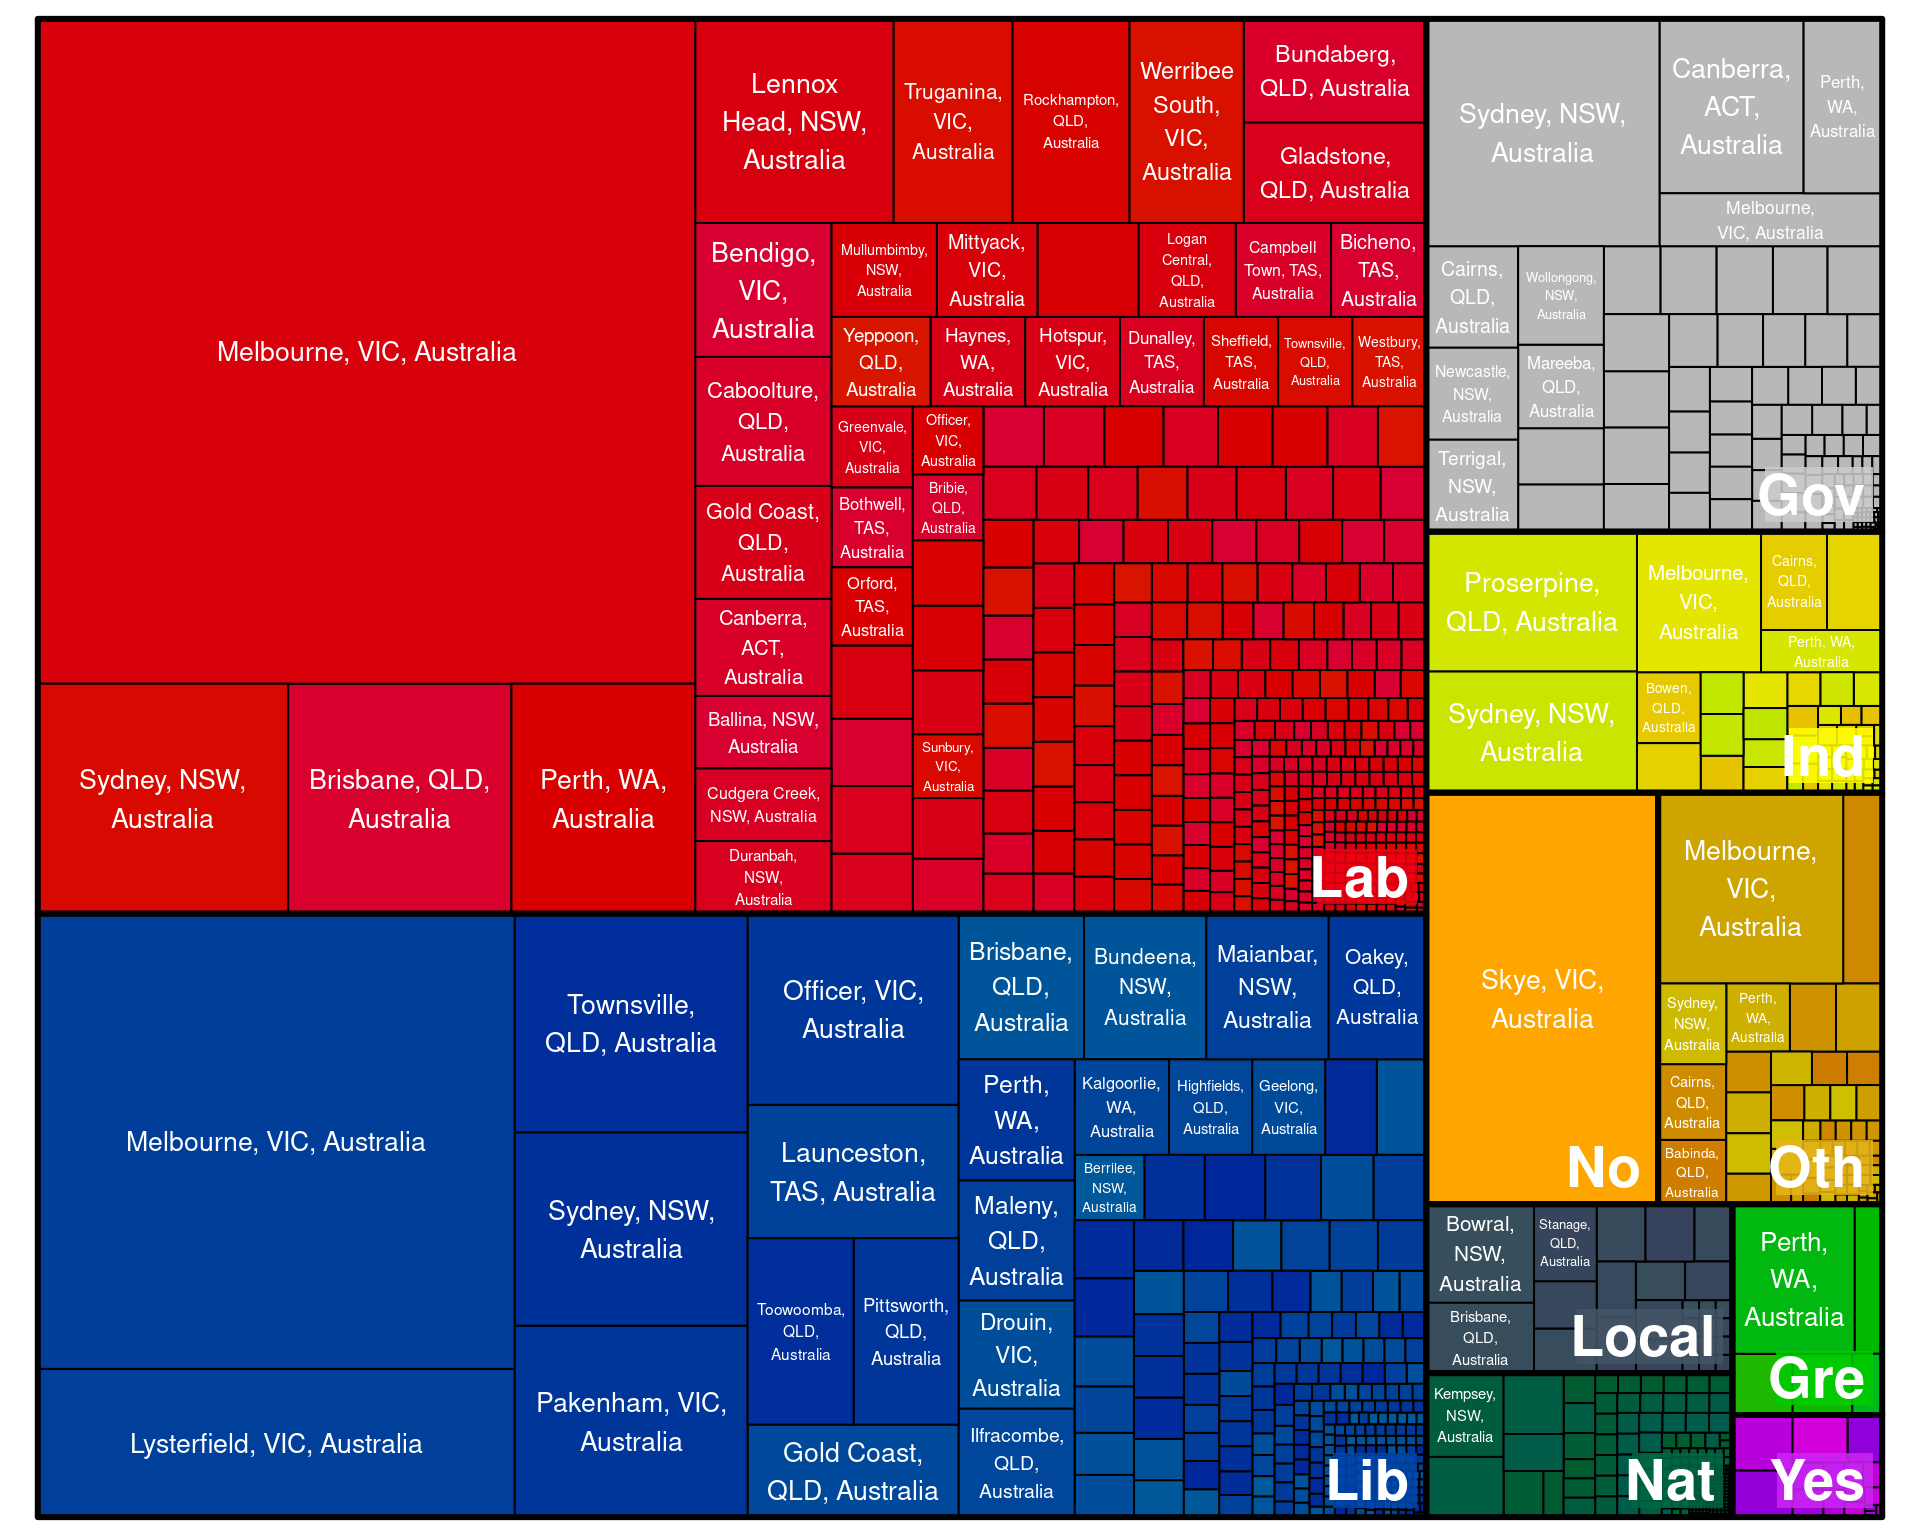 Melbourne, VIC, Australia
Sydney, NSW,
Australia
Brisbane, QLD,
Australia
Perth, WA,
Australia
Lennox
Head, NSW,
Australia
Truganina,
VIC,
Australia
Rockhampton,
QLD,
Australia
Werribee
South,
VIC,
Australia
Bundaberg,
QLD, Australia
Gladstone,
QLD, Australia
Bendigo,
VIC,
Australia
Caboolture,
QLD,
Australia
Gold Coast,
QLD,
Australia
Canberra,
ACT,
Australia
Ballina, NSW,
Australia
Cudgera Creek,
NSW, Australia
Duranbah,
NSW,
Australia
Mullumbimby,
NSW,
Australia
Mittyack,
VIC,
Australia
Logan
Central,
QLD,
Australia
Campbell
Town, TAS,
Australia
Bicheno,
TAS,
Australia
Yeppoon,
QLD,
Australia
Haynes,
WA,
Australia
Hotspur,
VIC,
Australia
Dunalley,
TAS,
Australia
Sheffield,
TAS,
Australia
Townsville,
QLD,
Australia
Westbury,
TAS,
Australia
Greenvale,
VIC,
Australia
Bothwell,
TAS,
Australia
Orford,
TAS,
Australia
Officer,
VIC,
Australia
Bribie,
QLD,
Australia
Sunbury,
VIC,
Australia
Lab
Melbourne, VIC, Australia
Lysterfield, VIC, Australia
Townsville,
QLD, Australia
Sydney, NSW,
Australia
Pakenham, VIC,
Australia
Officer, VIC,
Australia
Launceston,
TAS, Australia
Toowoomba,
QLD,
Australia
Pittsworth,
QLD,
Australia
Gold Coast,
QLD, Australia
Brisbane,
QLD,
Australia
Bundeena,
NSW,
Australia
Maianbar,
NSW,
Australia
Oakey,
QLD,
Australia
Perth,
WA,
Australia
Maleny,
QLD,
Australia
Drouin,
VIC,
Australia
Ilfracombe,
QLD,
Australia
Kalgoorlie,
WA,
Australia
Highfields,
QLD,
Australia
Geelong,
VIC,
Australia
Berrilee,
NSW,
Australia
Lib
Sydney, NSW,
Australia
Canberra,
ACT,
Australia
Perth,
WA,
Australia
Melbourne,
VIC, Australia
Cairns,
QLD,
Australia
Newcastle,
NSW,
Australia
Terrigal,
NSW,
Australia
Wollongong,
NSW,
Australia
Mareeba,
QLD,
Australia
Gov
Proserpine,
QLD, Australia
Sydney, NSW,
Australia
Melbourne,
VIC,
Australia
Cairns,
QLD,
Australia
Perth, WA,
Australia
Bowen,
QLD,
Australia
Ind
Skye, VIC,
Australia
No
Melbourne,
VIC,
Australia
Sydney,
NSW,
Australia
Perth,
WA,
Australia
Cairns,
QLD,
Australia
Babinda,
QLD,
Australia
Oth
Bowral,
NSW,
Australia
Brisbane,
QLD,
Australia
Stanage,
QLD,
Australia
Local
Perth,
WA,
Australia
Gre
Kempsey,
NSW,
Australia
Nat
Yes